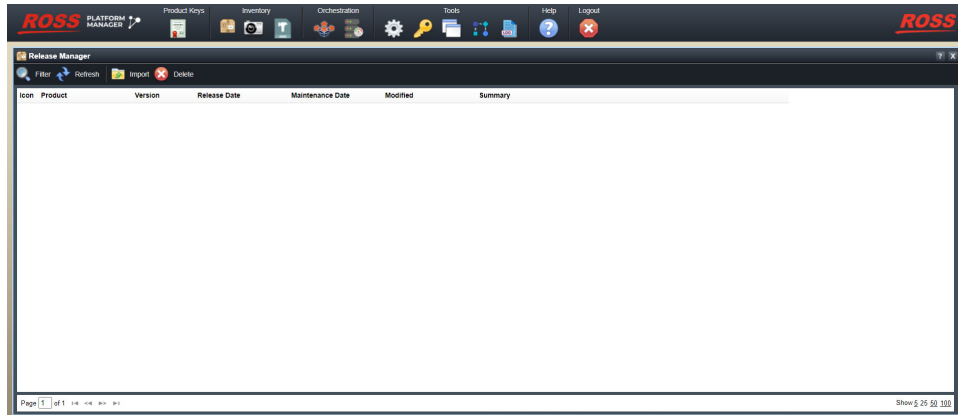 Product Keys Inventory Orchestration Tools Help Logout
ROSS PLATFORM MANAGER ROSS
Release Manager ? X
Filter Refresh Import Delete
Icon Product Version Release Date Maintenance Date Modified Summary
Page 1 of 1 Show 5 25 50 100